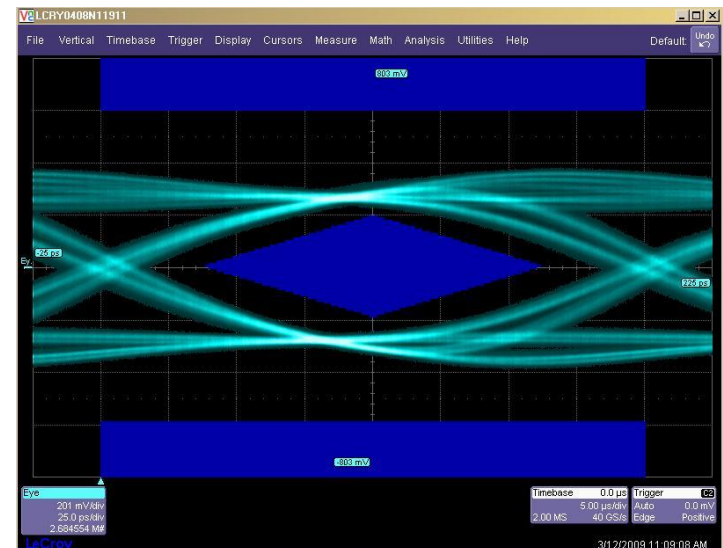 LCRY0408N11911
File Vertical Timebase Trigger Display Cursors Measure Math Analysis Utilities Help Default Undo
803 mV
-25 ps
Ey.
225 ps
-803 mV
Eye Timebase 0.0 µs Trigger C2
201 mV/div 5.00 µs/div Auto 0.0 mV
25.0 ps/div 2.00 MS 40 GS/s Edge Positive
2.684554 M#
LeCroy 3/12/2009 11:09:08 AM